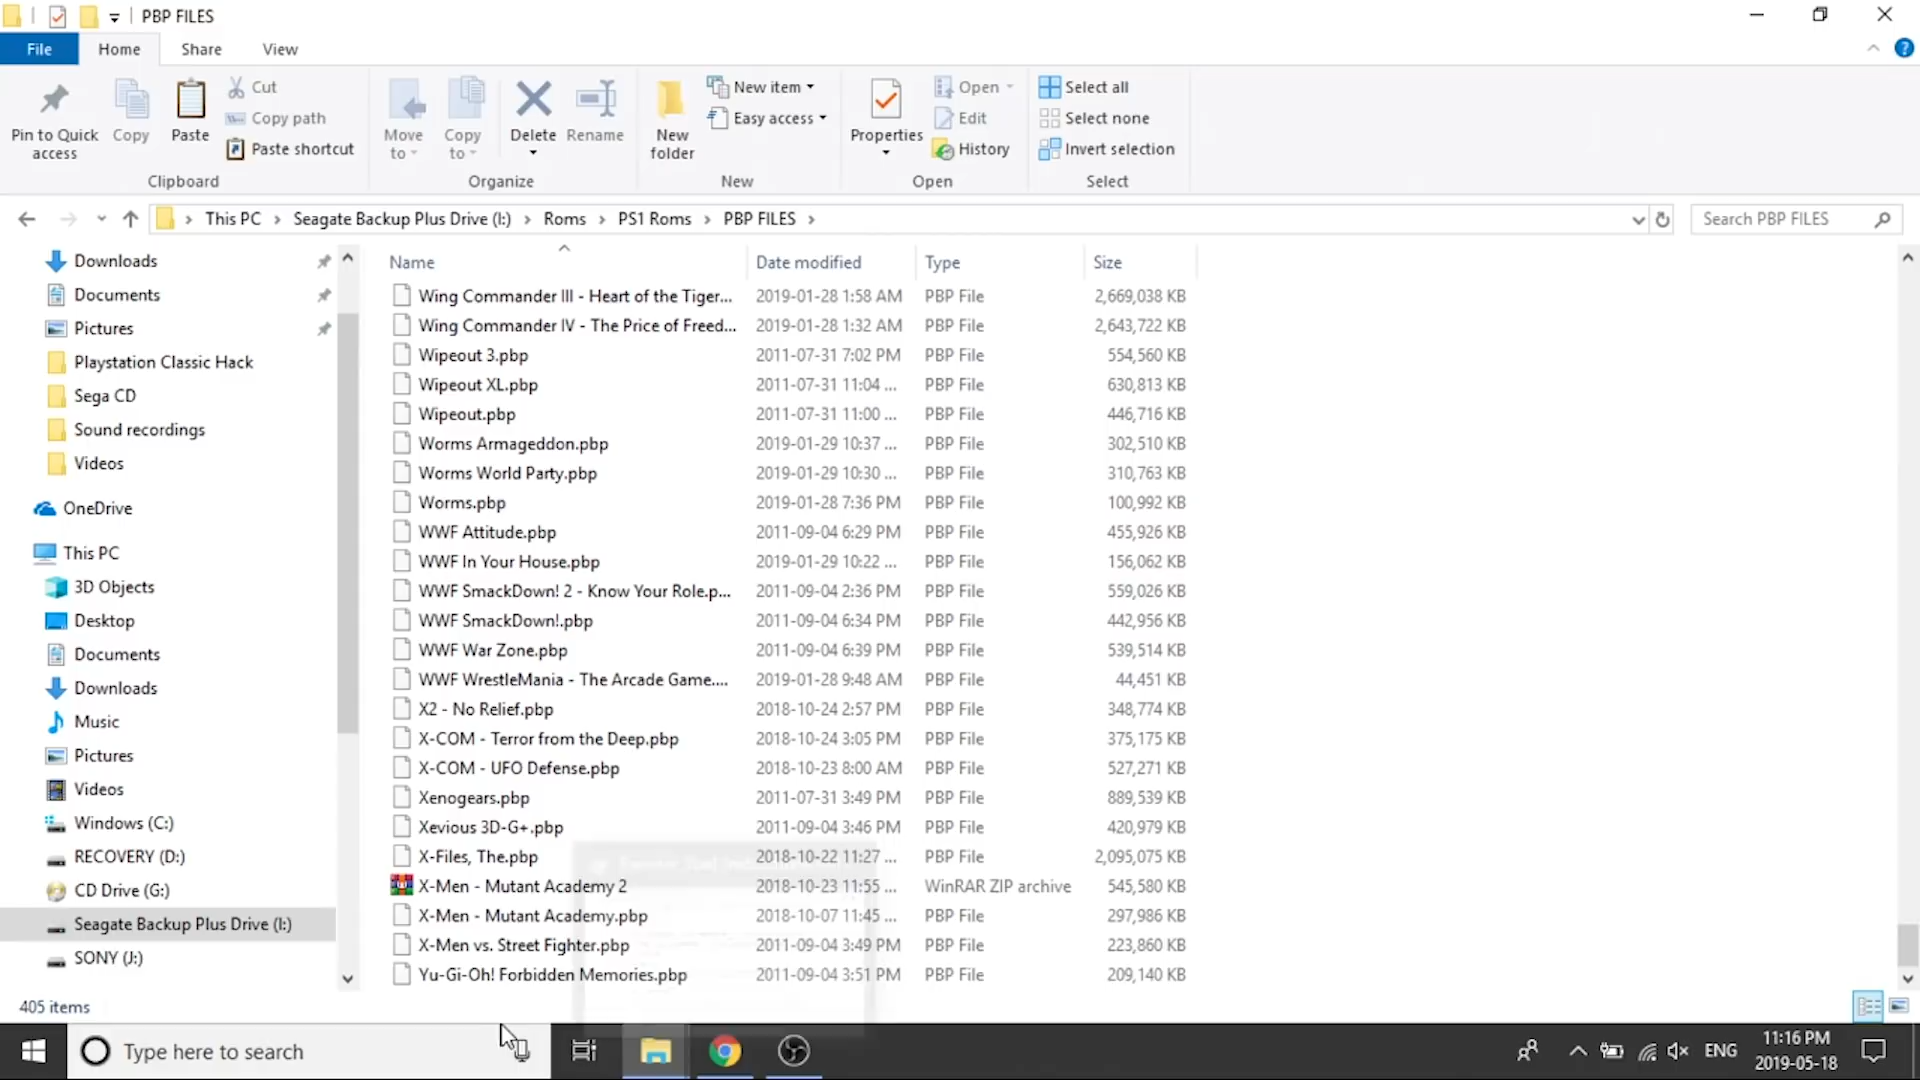 PBP FILES
File Home Share View
Pin to Quick access
Copy
Paste
Cut
Copy path
Paste shortcut
Clipboard
Move to
Copy to
Delete
Rename
Organize
New folder
New item
Easy access
New
Properties
Open
Edit
History
Open
Select all
Select none
Invert selection
Select
This PC > Seagate Backup Plus Drive (I:) > Roms > PS1 Roms > PBP FILES >
Search PBP FILES
Downloads
Documents
Pictures
Playstation Classic Hack
Sega CD
Sound recordings
Videos
OneDrive
This PC
3D Objects
Desktop
Documents
Downloads
Music
Pictures
Videos
Windows (C:)
RECOVERY (D:)
CD Drive (G:)
Seagate Backup Plus Drive (I:)
SONY (J:)
Name Date modified Type Size
Wing Commander III - Heart of the Tiger... 2019-01-28 1:58 AM PBP File 2,669,038 KB
Wing Commander IV - The Price of Freed... 2019-01-28 1:32 AM PBP File 2,643,722 KB
Wipeout 3.pbp 2011-07-31 7:02 PM PBP File 554,560 KB
Wipeout XL.pbp 2011-07-31 11:04 ... PBP File 630,813 KB
Wipeout.pbp 2011-07-31 11:00 ... PBP File 446,716 KB
Worms Armageddon.pbp 2019-01-29 10:37 ... PBP File 302,510 KB
Worms World Party.pbp 2019-01-29 10:30 ... PBP File 310,763 KB
Worms.pbp 2019-01-28 7:36 PM PBP File 100,992 KB
WWF Attitude.pbp 2011-09-04 6:29 PM PBP File 455,926 KB
WWF In Your House.pbp 2019-01-29 10:22 ... PBP File 156,062 KB
WWF SmackDown! 2 - Know Your Role.p... 2011-09-04 2:36 PM PBP File 559,026 KB
WWF SmackDown!.pbp 2011-09-04 6:34 PM PBP File 442,956 KB
WWF War Zone.pbp 2011-09-04 6:39 PM PBP File 539,514 KB
WWF WrestleMania - The Arcade Game.... 2019-01-28 9:48 AM PBP File 44,451 KB
X2 - No Relief.pbp 2018-10-24 2:57 PM PBP File 348,774 KB
X-COM - Terror from the Deep.pbp 2018-10-24 3:05 PM PBP File 375,175 KB
X-COM - UFO Defense.pbp 2018-10-23 8:00 AM PBP File 527,271 KB
Xenogears.pbp 2011-07-31 3:49 PM PBP File 889,539 KB
Xevious 3D-G+.pbp 2011-09-04 3:46 PM PBP File 420,979 KB
X-Files, The.pbp 2018-10-22 11:27 ... PBP File 2,095,075 KB
X-Men - Mutant Academy 2 2018-10-23 11:55 ... WinRAR ZIP archive 545,580 KB
X-Men - Mutant Academy.pbp 2018-10-07 11:45 ... PBP File 297,986 KB
X-Men vs. Street Fighter.pbp 2011-09-04 3:49 PM PBP File 223,860 KB
Yu-Gi-Oh! Forbidden Memories.pbp 2011-09-04 3:51 PM PBP File 209,140 KB
405 items
Type here to search
ENG
11:16 PM
2019-05-18